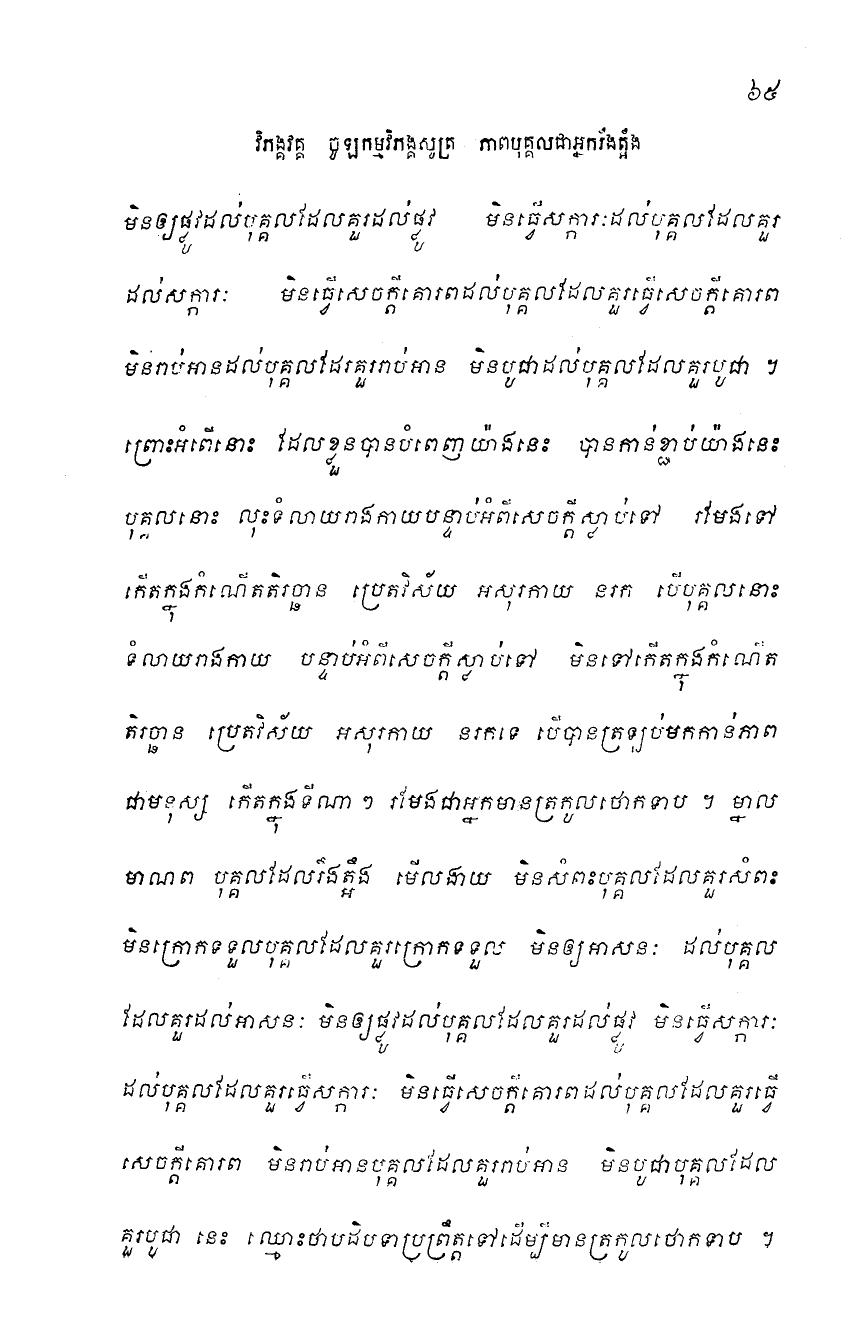 ៦៥
វិភង្គវគ្គ ចូឡកម្មវិភង្គសូត្រ ភាពបុគ្គលជាអ្នករឹងត្អឹង
មិនឲ្យផ្លូវដល់បុគ្គលដែលគួរដល់ផ្លូវ មិនធ្វើសក្ការៈដល់បុគ្គលដែលគួរ
ដល់សក្ការៈ មិនធ្វើសេចក្តីគោរពដល់បុគ្គលដែលគួរធ្វើសេចក្តីគោរព
មិនរាប់អានដល់បុគ្គលដែរគួររាប់អាន មិនបូជាដល់បុគ្គលដែលគួរបូជា ។
ព្រោះអំពើនោះ ដែលខ្លួនបានបំពេញយ៉ាងនេះ បានកាន់ខ្ជាប់យ៉ាងនេះ
បុគ្គលនោះ លុះទំលាយរាងកាយបន្ទាប់អំពីសេចក្តីស្លាប់ទៅ រមែងទៅ
កើតក្នុងកំណើតតិរច្ឆាន ប្រេតវិស័យ អសុរកាយ នរក បើបុគ្គលនោះ
ទំលាយរាងកាយ បន្ទាប់អំពីសេចក្តីស្លាប់ទៅ មិនទៅកើតក្នុងកំណើត
តិរច្ឆាន ប្រេតវិស័យ អសុរកាយ នរកទេ បើបានត្រឡប់មកកាន់ភាព
ជាមនុស្ស កើតក្នុងទីណា ៗ រមែងជាអ្នកមានត្រកូលថោកទាប ។ ម្នាល
មាណព បុគ្គលដែលរឹងត្អឹង មើលងាយ មិនសំពះបុគ្គលដែលគួរសំពះ
មិនក្រោកទទួលបុគ្គលដែលគួរក្រោកទទួល មិនឲ្យអាសនៈ ដល់បុគ្គល
ដែលគួរដល់អាសនៈ មិនឲ្យផ្លូវដល់បុគ្គលដែលគួរដល់ផ្លូវ មិនធ្វើសក្ការៈ
ដល់បុគ្គលដែលគួរធ្វើសក្ការៈ មិនធ្វើសេចក្តីគោរពដល់បុគ្គលដែលគួរធ្វើ
សេចក្តីគោរព មិនរាប់អានបុគ្គលដែលគួររាប់អាន មិនបូជាបុគ្គលដែល
គួរបូជា នេះ ឈ្មោះថាបដិបទាប្រព្រឹត្តទៅដើម្បីមានត្រកូលថោកទាប ។